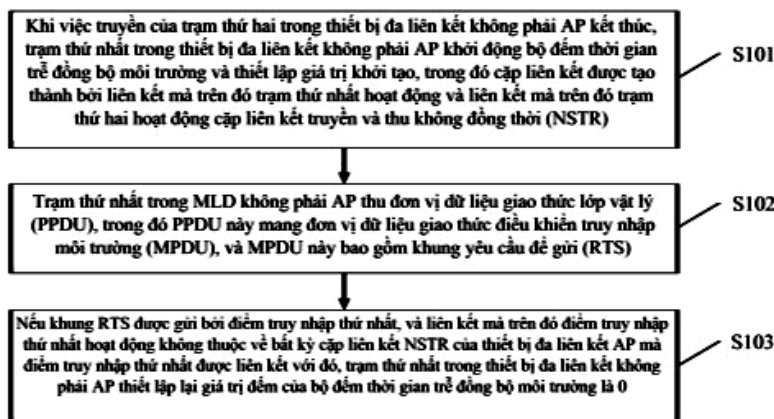 Khi việc truyền của trạm thứ hai trong thiết bị đa liên kết không phải AP kết thúc,
trạm thứ nhất trong thiết bị đa liên kết không phải AP khởi động bộ đếm thời gian
trễ đồng bộ môi trường và thiết lập giá trị khởi tạo, trong đó cặp liên kết được tạo
thành bởi liên kết mà trên đó trạm thứ nhất hoạt động và liên kết mà trên đó trạm
thứ hai hoạt động cặp liên kết truyền và thu không đồng thời (NSTR)
S101
Trạm thứ nhất trong MLD không phải AP thu đơn vị dữ liệu giao thức lớp vật lý
(PPDU), trong đó PPDU này mang đơn vị dữ liệu giao thức điều khiển truy nhập
môi trường (MPDU), và MPDU này bao gồm khung yêu cầu để gửi (RTS)
S102
Nếu khung RTS được gửi bởi điểm truy nhập thứ nhất, và liên kết mà trên đó điểm truy nhập
thứ nhất hoạt động không thuộc về bất kỳ cặp liên kết NSTR của thiết bị đa liên kết AP mà
điểm truy nhập thứ nhất được liên kết với đó, trạm thứ nhất trong thiết bị đa liên kết không
phải AP thiết lập lại giá trị đếm của bộ đếm thời gian trễ đồng bộ môi trường là 0
S103